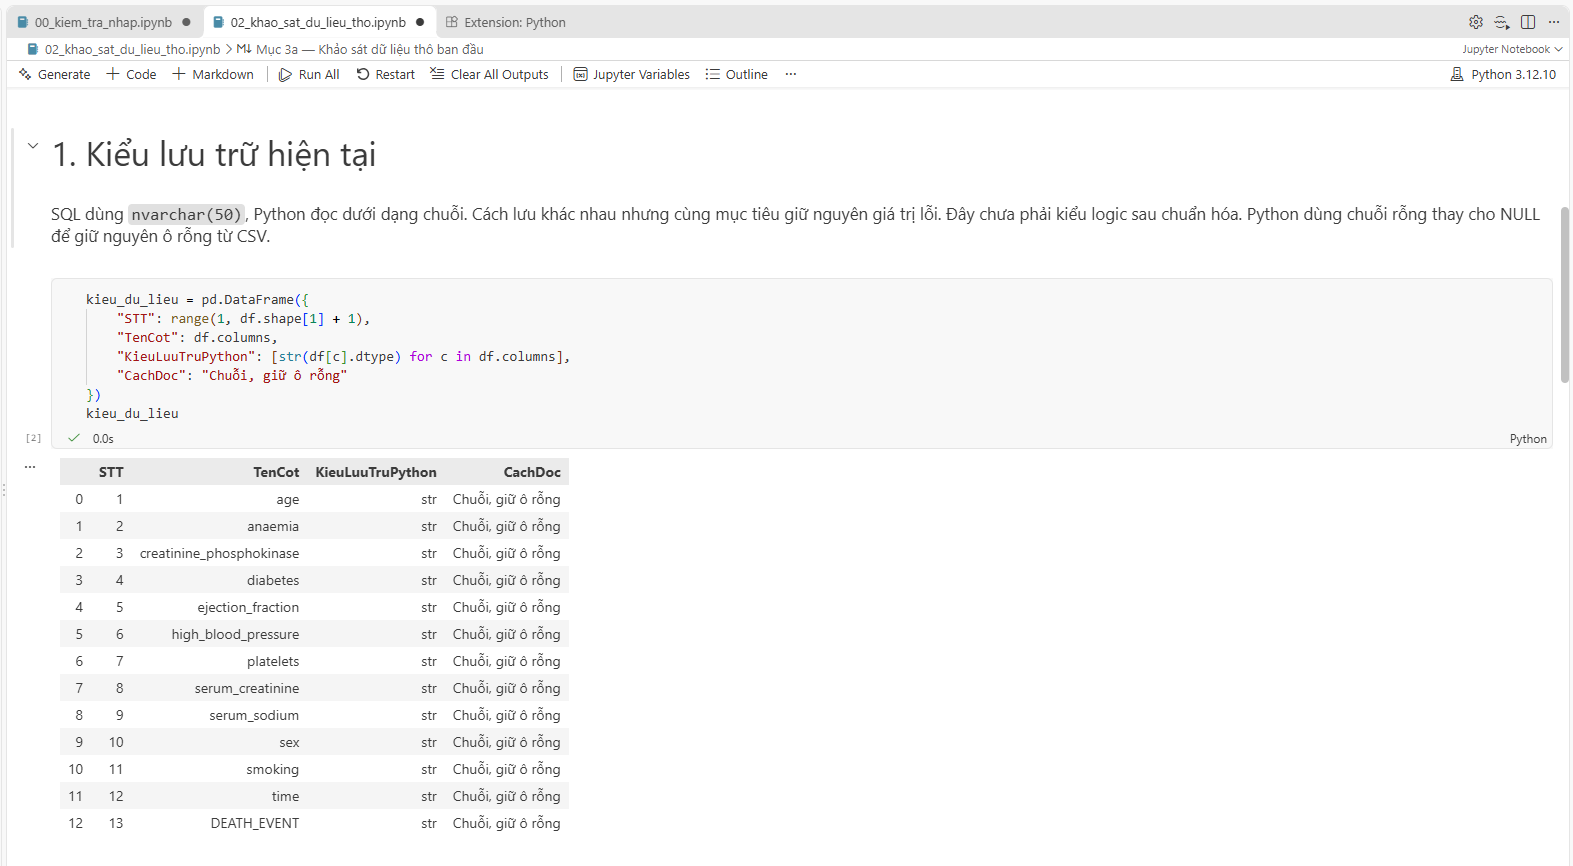 00_kiem_tra_nhap.ipynb ● 02_khao_sat_du_lieu_tho.ipynb ● Extension: Python
02_khao_sat_du_lieu_tho.ipynb > M↓ Mục 3a — Khảo sát dữ liệu thô ban đầu Jupyter Notebook
Generate + Code + Markdown Run All Restart Clear All Outputs Jupyter Variables Outline ··· Python 3.12.10
1. Kiểu lưu trữ hiện tại
SQL dùng nvarchar(50), Python đọc dưới dạng chuỗi. Cách lưu khác nhau nhưng cùng mục tiêu giữ nguyên giá trị lỗi. Đây chưa phải kiểu logic sau chuẩn hóa. Python dùng chuỗi rỗng thay cho NULL
để giữ nguyên ô rỗng từ CSV.
kieu_du_lieu = pd.DataFrame({
"STT": range(1, df.shape[1] + 1),
"TenCot": df.columns,
"KieuLuuTruPython": [str(df[c].dtype) for c in df.columns],
"CachDoc": "Chuỗi, giữ ô rỗng"
})
kieu_du_lieu
[2] ✓ 0.0s Python
STT TenCot KieuLuuTruPython CachDoc
0 1 age str Chuỗi, giữ ô rỗng
1 2 anaemia str Chuỗi, giữ ô rỗng
2 3 creatinine_phosphokinase str Chuỗi, giữ ô rỗng
3 4 diabetes str Chuỗi, giữ ô rỗng
4 5 ejection_fraction str Chuỗi, giữ ô rỗng
5 6 high_blood_pressure str Chuỗi, giữ ô rỗng
6 7 platelets str Chuỗi, giữ ô rỗng
7 8 serum_creatinine str Chuỗi, giữ ô rỗng
8 9 serum_sodium str Chuỗi, giữ ô rỗng
9 10 sex str Chuỗi, giữ ô rỗng
10 11 smoking str Chuỗi, giữ ô rỗng
11 12 time str Chuỗi, giữ ô rỗng
12 13 DEATH_EVENT str Chuỗi, giữ ô rỗng